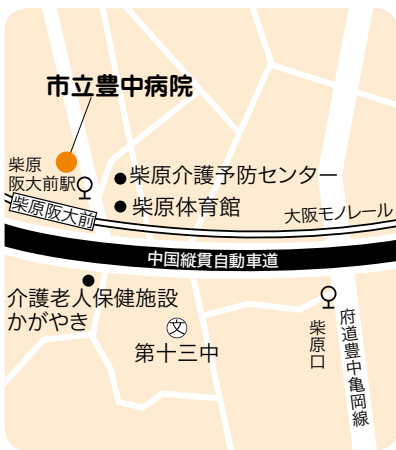 市立豊中病院
柴原
阪大前駅
柴原介護予防センター
柴原体育館
柴原阪大前
大阪モノレール
中国縦貫自動車道
介護老人保健施設
かがやき
文
第十三中
柴原口
府道豊中亀岡線